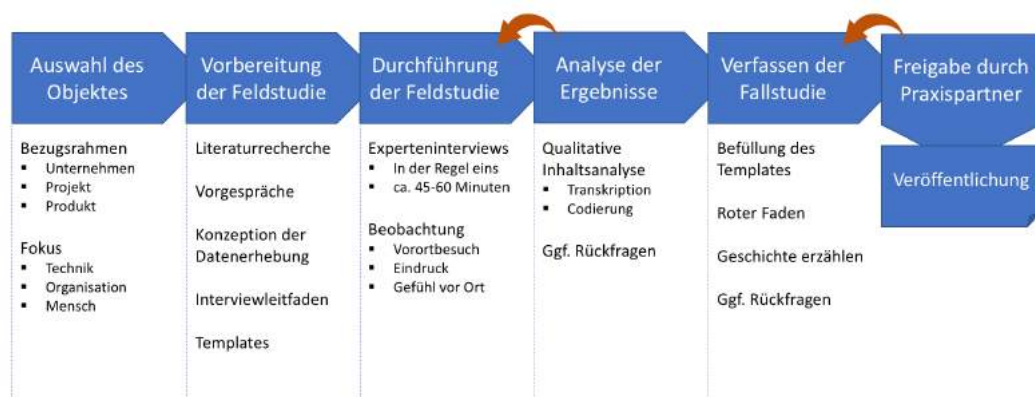 Auswahl des
Objektes
Bezugsrahmen
▪ Unternehmen
▪ Projekt
▪ Produkt
Fokus
▪ Technik
▪ Organisation
▪ Mensch
Vorbereitung
der Feldstudie
Literaturrecherche
Vorgespräche
Konzeption der
Datenerhebung
Interviewleitfaden
Templates
Durchführung
der Feldstudie
Experteninterviews
▪ In der Regel eins
▪ ca. 45-60 Minuten
Beobachtung
▪ Vorortbesuch
▪ Eindruck
▪ Gefühl vor Ort
Analyse der
Ergebnisse
Qualitative
Inhaltsanalyse
▪ Transkription
▪ Codierung
Ggf. Rückfragen
Verfassen der
Fallstudie
Befüllung des
Templates
Roter Faden
Geschichte erzählen
Ggf. Rückfragen
Freigabe durch
Praxispartner
Veröffentlichung